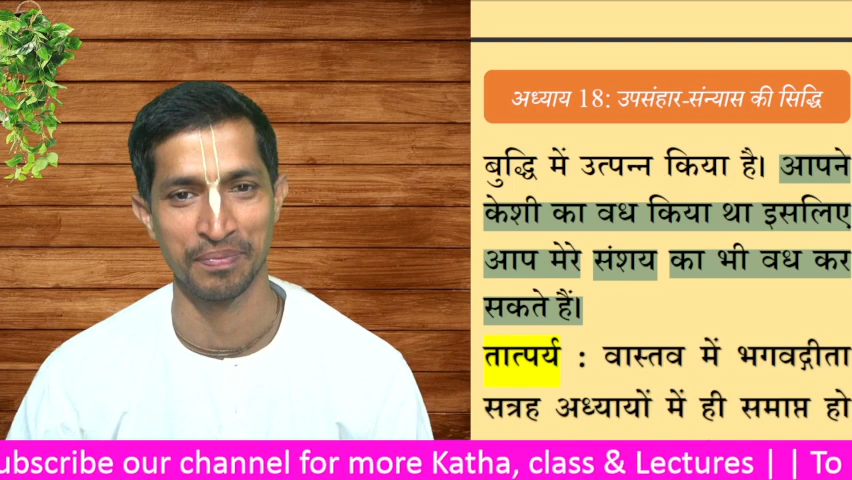 अध्याय 18: उपसंहार-संन्यास की सिद्धि
बुद्धि में उत्पन्न किया है। आपने
केशी का वध किया था इसलिए
आप मेरे संशय का भी वध कर
सकते हैं।
तात्पर्य : वास्तव में भगवद्गीता
सत्रह अध्यायों में ही समाप्त हो
ubscribe our channel for more Katha, class & Lectures | | To